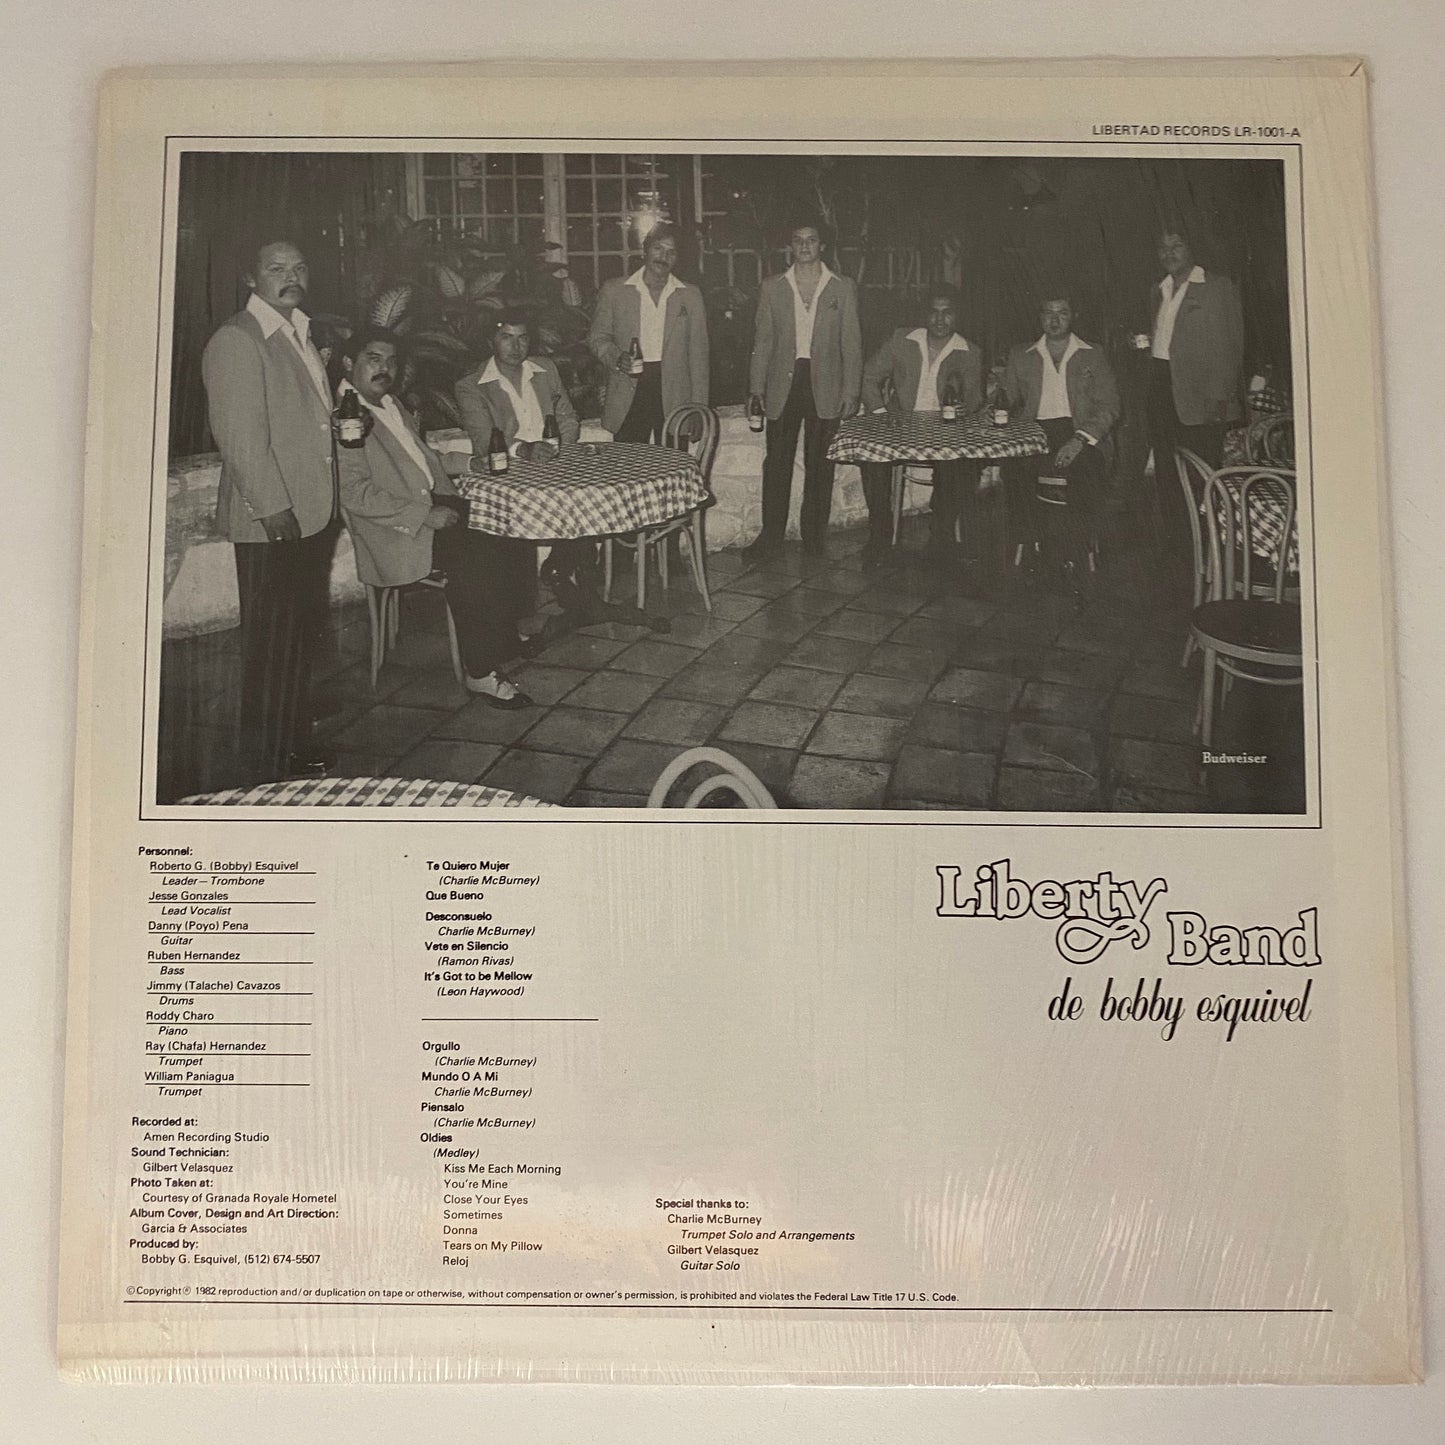 LIBERTAD RECORDS LR-1001-A
Budweiser
Personnel:
Roberto G. (Bobby) Esquivel
Leader—Trombone
Jesse Gonzales
Lead Vocalist
Danny (Poyo) Pena
Guitar
Ruben Hernandez
Bass
Jimmy (Talache) Cavazos
Drums
Roddy Charo
Piano
Ray (Chafa) Hernandez
Trumpet
William Paniagua
Trumpet
Recorded at:
Amen Recording Studio
Sound Technician:
Gilbert Velasquez
Photo Taken at:
Courtesy of Granada Royale Hometel
Album Cover, Design and Art Direction:
Garcia & Associates
Produced by:
Bobby G. Esquivel, (512) 674-5507
Te Quiero Mujer
(Charlie McBurney)
Que Bueno
Desconsuelo
Charlie McBurney)
Vete en Silencio
(Ramon Rivas)
It's Got to be Mellow
(Leon Haywood)
Orgullo
(Charlie McBurney)
Mundo O A Mi
Charlie McBurney)
Piensalo
(Charlie McBurney)
Oldies
(Medley)
Kiss Me Each Morning
You're Mine
Close Your Eyes
Sometimes
Donna
Tears on My Pillow
Reloj
Special thanks to:
Charlie McBurney
Trumpet Solo and Arrangements
Gilbert Velasquez
Guitar Solo
Liberty
Band
de bobby esquivel
©Copyright℗ 1982 reproduction and/or duplication on tape or otherwise, without compensation or owner's permission, is prohibited and violates the Federal Law Title 17 U.S. Code.